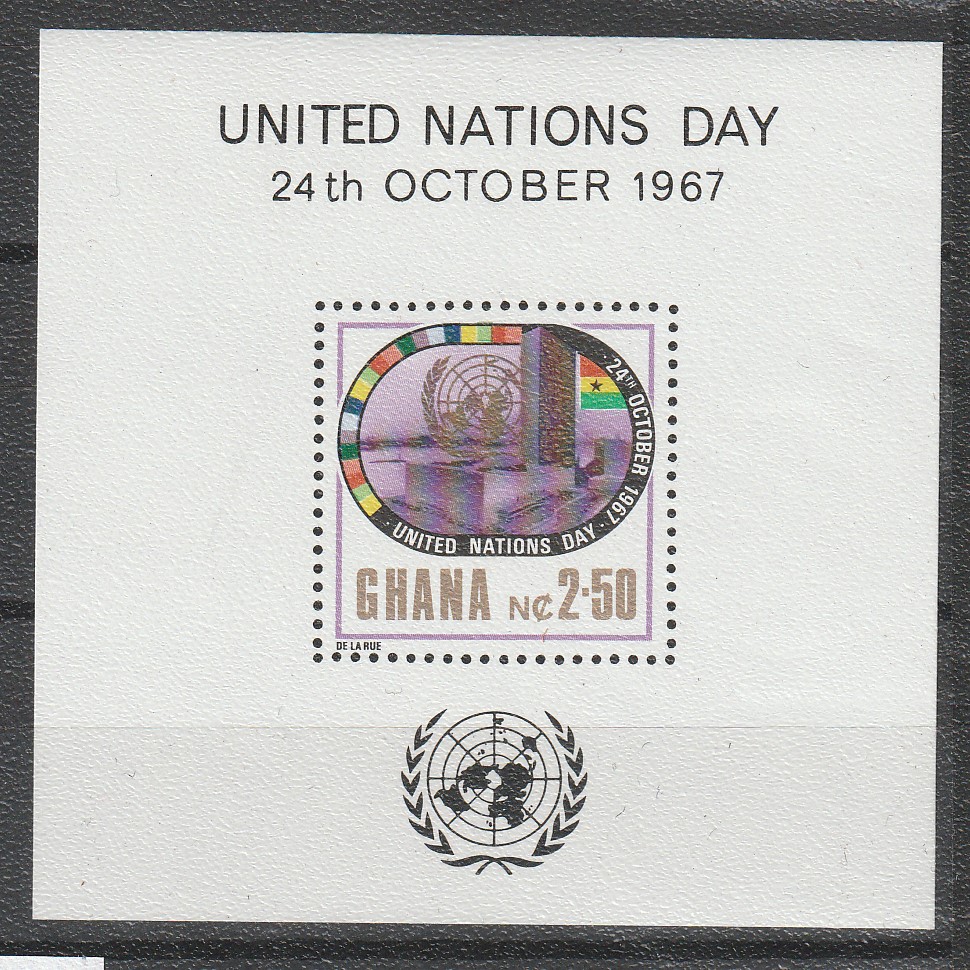 UNITED NATIONS DAY
24th OCTOBER 1967
24TH OCTOBER 1967
· UNITED NATIONS DAY ·
GHANA N₵ 2·50
DE LA RUE